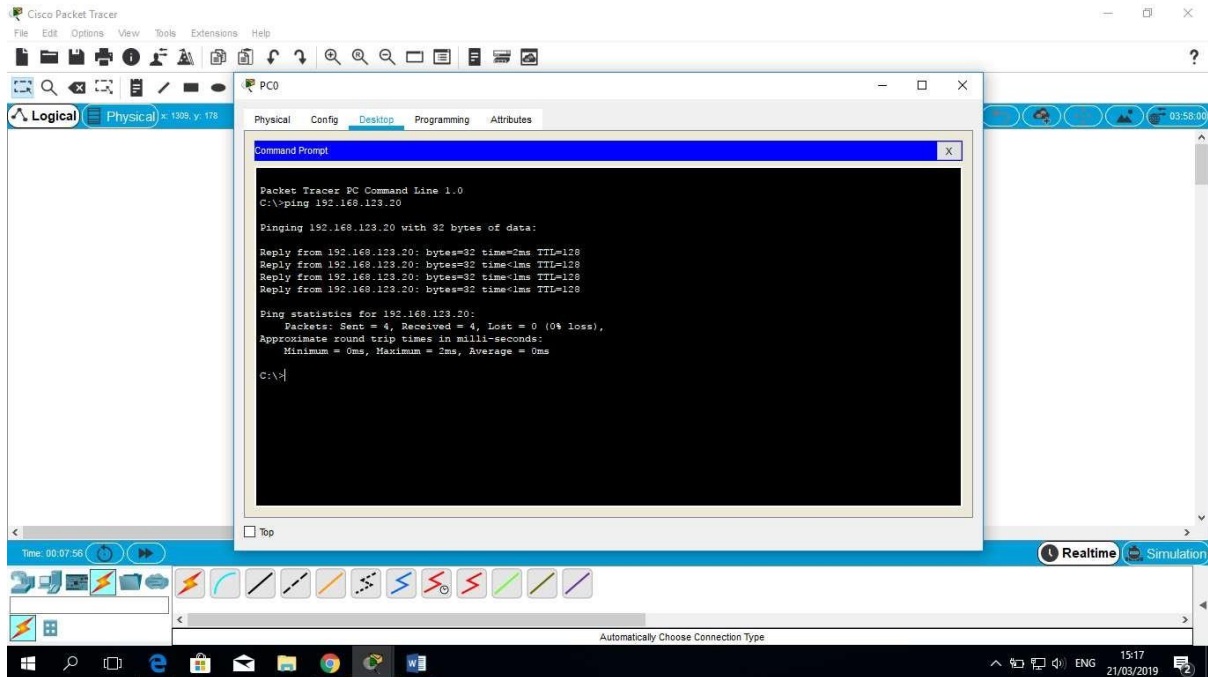 Cisco Packet Tracer
File Edit Options View Tools Extensions Help
?
PC0
Logical Physical x: 1309, y: 178
03:58:00
Physical Config Desktop Programming Attributes
Command Prompt X
Packet Tracer PC Command Line 1.0
C:\>ping 192.168.123.20
Pinging 192.168.123.20 with 32 bytes of data:
Reply from 192.168.123.20: bytes=32 time=2ms TTL=128
Reply from 192.168.123.20: bytes=32 time<1ms TTL=128
Reply from 192.168.123.20: bytes=32 time<1ms TTL=128
Reply from 192.168.123.20: bytes=32 time<1ms TTL=128
Ping statistics for 192.168.123.20:
Packets: Sent = 4, Received = 4, Lost = 0 (0% loss),
Approximate round trip times in milli-seconds:
Minimum = 0ms, Maximum = 2ms, Average = 0ms
C:\>
Top
Time: 00:07:56
Realtime Simulation
Automatically Choose Connection Type
ENG
15:17
21/03/2019
2